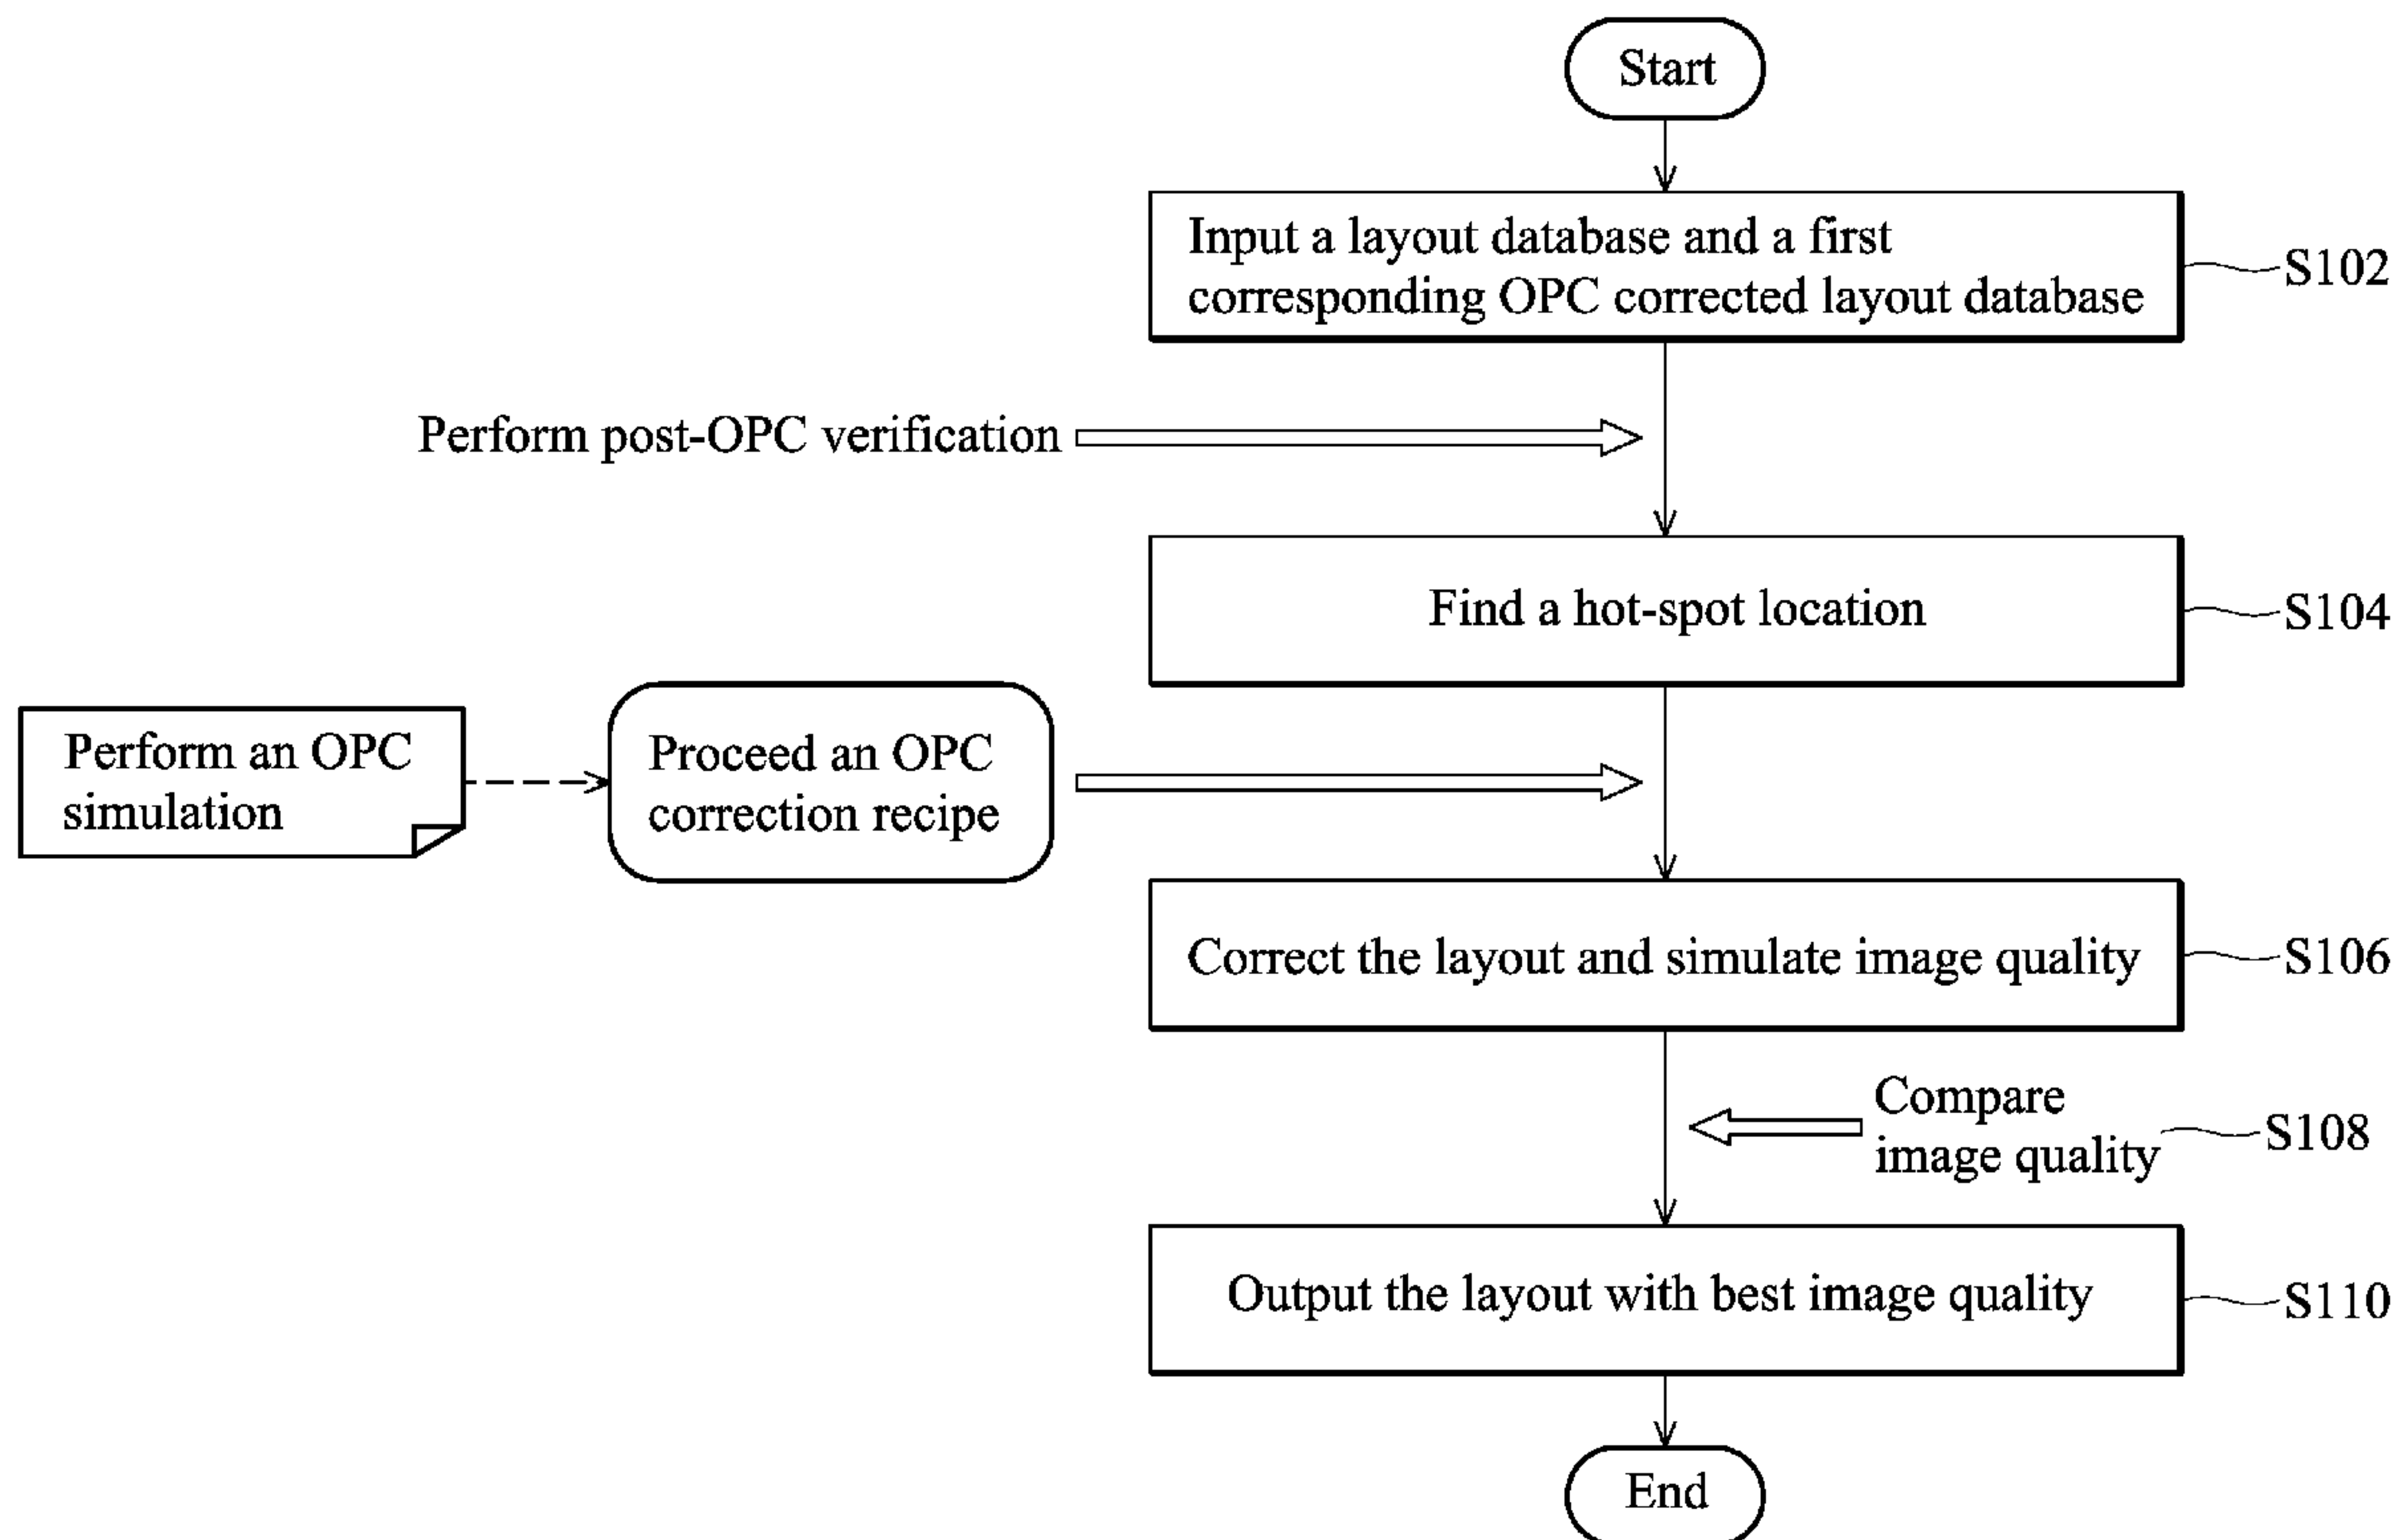 Start
Input a layout database and a first
corresponding OPC corrected layout database
S102
Perform post-OPC verification
Find a hot-spot location
S104
Perform an OPC
simulation
Proceed an OPC
correction recipe
Correct the layout and simulate image quality
S106
Compare
image quality
S108
Output the layout with best image quality
S110
End